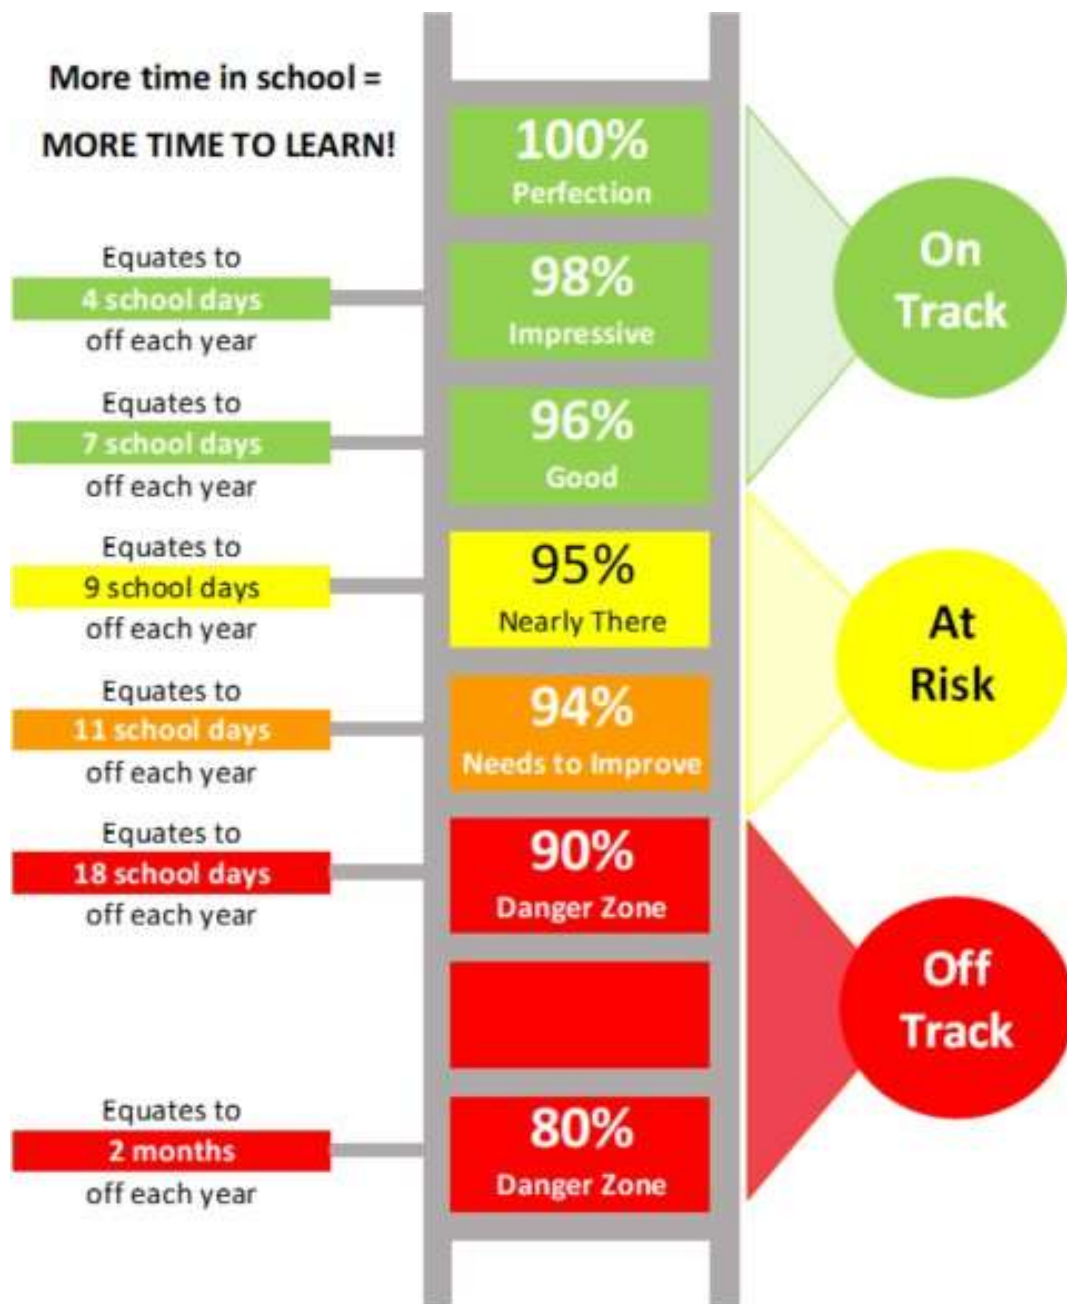 More time in school =
MORE TIME TO LEARN!
100%
Perfection
On
Track
Equates to
4 school days
off each year
98%
Impressive
Equates to
7 school days
off each year
96%
Good
Equates to
9 school days
off each year
95%
Nearly There
At
Risk
Equates to
11 school days
off each year
94%
Needs to Improve
Equates to
18 school days
off each year
90%
Danger Zone
Off
Track
Equates to
2 months
off each year
80%
Danger Zone